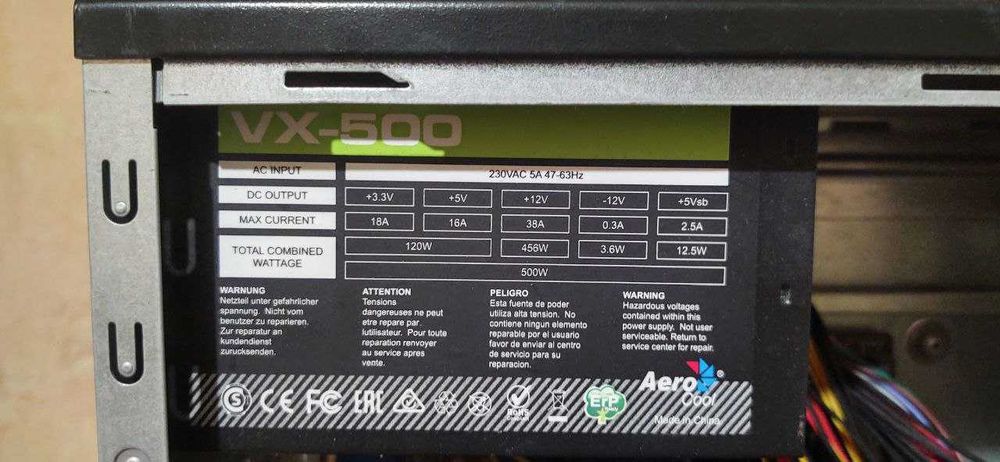 VX-500
AC INPUT 230VAC 5A 47-63Hz
DC OUTPUT +3.3V +5V +12V -12V +5Vsb
MAX CURRENT 18A 16A 38A 0.3A 2.5A
TOTAL COMBINED WATTAGE 120W 456W 3.6W 12.5W
500W
WARNUNG
Netzteil unter gefahrlicher
spannung. Nicht vom
benutzer zu reparieren.
Zur reparatur an
kundendienst
zurucksenden.
ATTENTION
Tensions
dangereuses ne peut
etre repare par
lutilisateur. Pour toute
reparation renvoyer
au service apres
vente.
PELIGRO
Esta fuente de poder
utiliza alta tension. No
contiene ningun elemento
reparable por el usuario
favor de enviar al centro
de servicio para su
reparacion.
WARNING
Hazardous voltages
contained within this
power supply. Not user
serviceable. Return to
service center for repair.
Aero
cool
S CE FC EAC RoHS ErP
Made in China